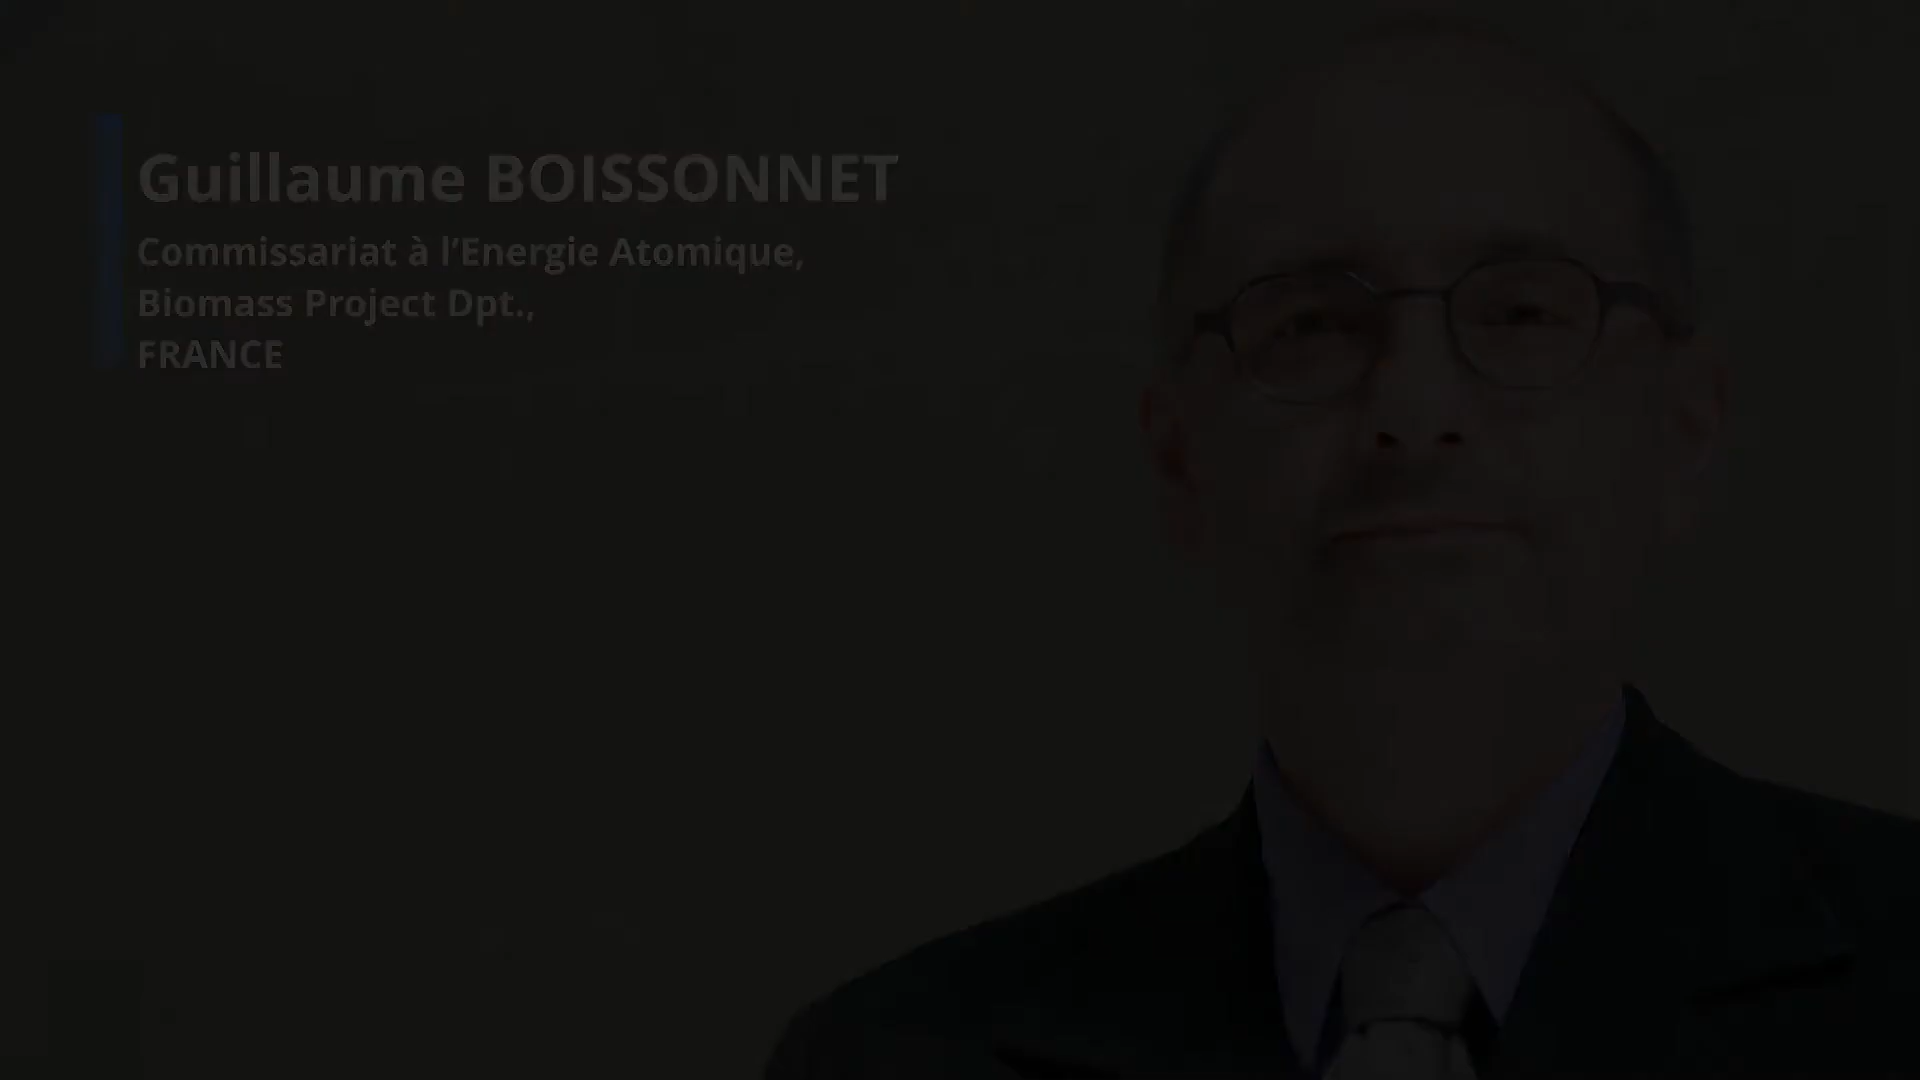 Guillaume BOISSONNET
Commissariat à l’Energie Atomique,
Biomass Project Dpt.,
FRANCE